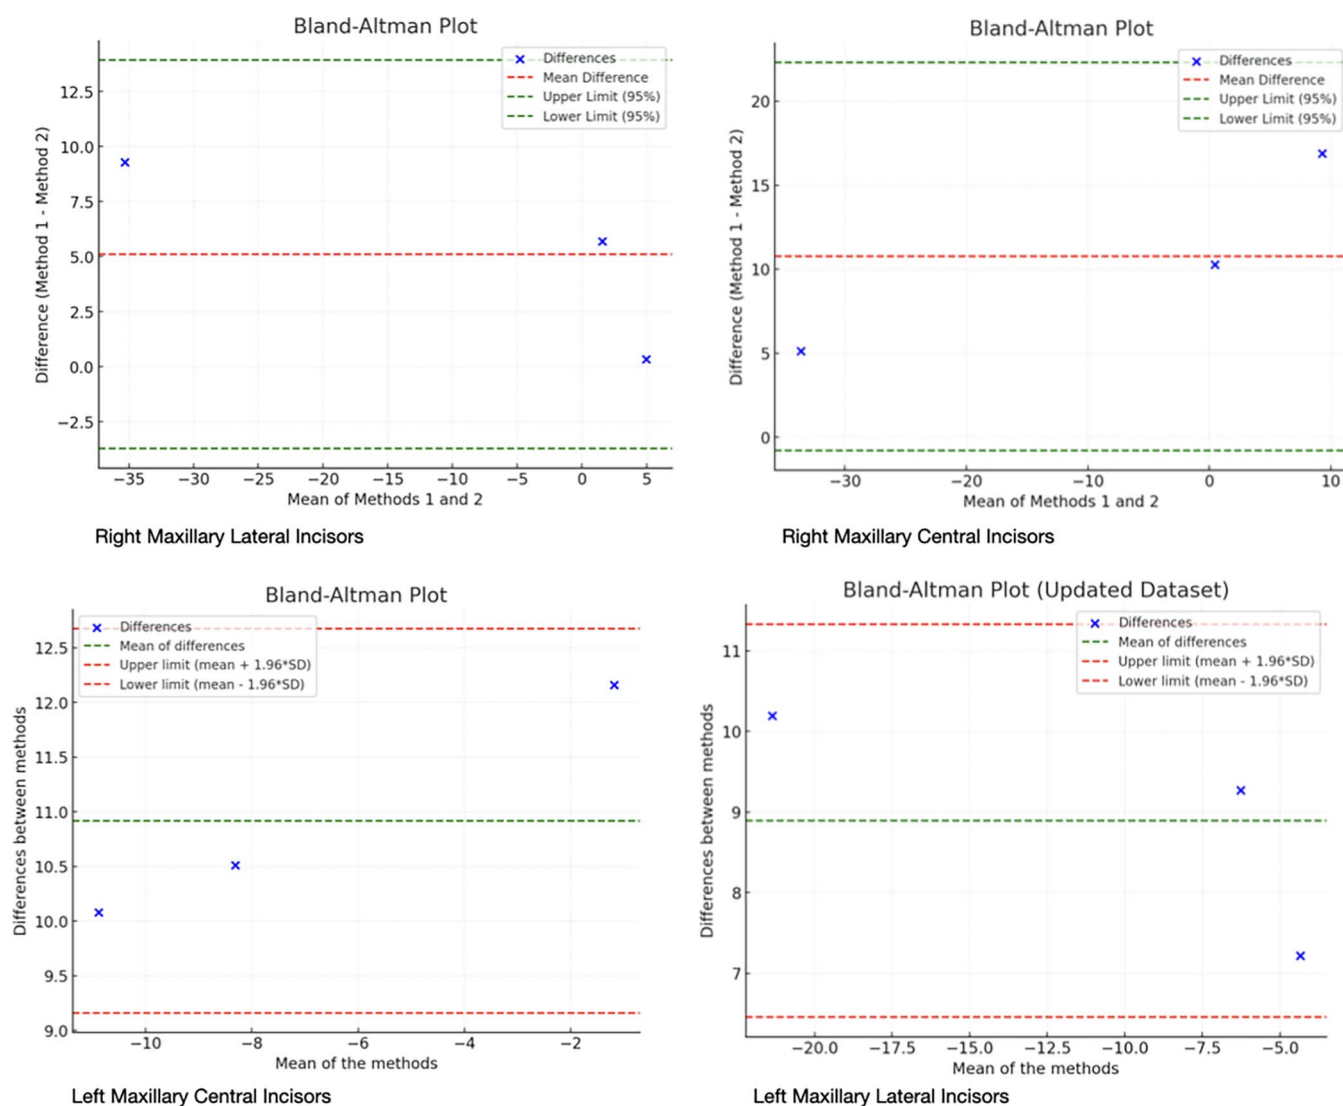 Bland-Altman Plot
Differences
Mean Difference
Upper Limit (95%)
Lower Limit (95%)
Difference (Method 1 - Method 2)
12.5
10.0
7.5
5.0
2.5
0.0
−2.5
−35 −30 −25 −20 −15 −10 −5 0 5
Mean of Methods 1 and 2
Right Maxillary Lateral Incisors
Bland-Altman Plot
Differences
Mean Difference
Upper Limit (95%)
Lower Limit (95%)
Difference (Method 1 - Method 2)
20
15
10
5
0
−30 −20 −10 0 10
Mean of Methods 1 and 2
Right Maxillary Central Incisors
Bland-Altman Plot
Differences
Mean of differences
Upper limit (mean + 1.96*SD)
Lower limit (mean - 1.96*SD)
Differences between methods
12.5
12.0
11.5
11.0
10.5
10.0
9.5
9.0
−10 −8 −6 −4 −2
Mean of the methods
Left Maxillary Central Incisors
Bland-Altman Plot (Updated Dataset)
Differences
Mean of differences
Upper limit (mean + 1.96*SD)
Lower limit (mean - 1.96*SD)
Differences between methods
11
10
9
8
7
−20.0 −17.5 −15.0 −12.5 −10.0 −7.5 −5.0
Mean of the methods
Left Maxillary Lateral Incisors